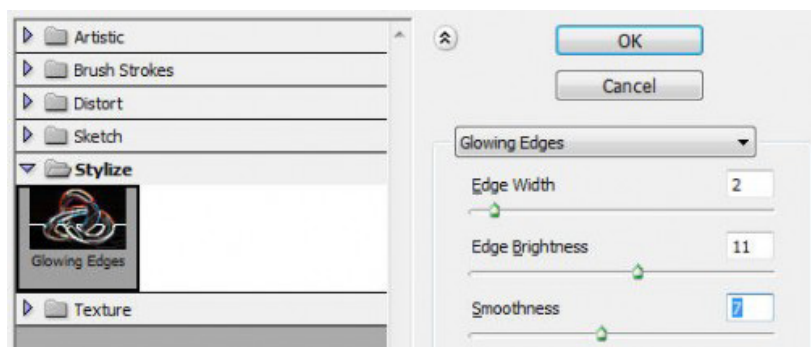 Artistic
Brush Strokes
Distort
Sketch
Stylize
Glowing Edges
Texture
OK
Cancel
Glowing Edges
Edge Width 2
Edge Brightness 11
Smoothness 7